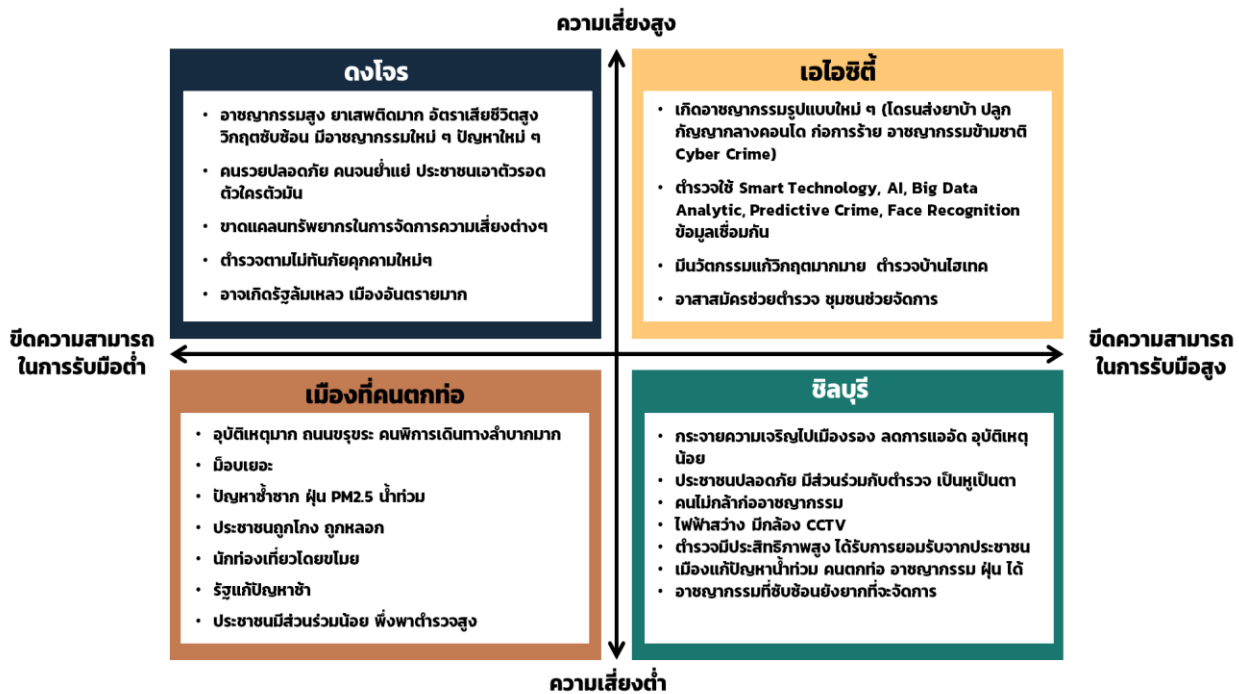 ความเสี่ยงสูง
ดงโจร
• อาชญากรรมสูง ยาเสพติดมาก อัตราเสียชีวิตสูง
วิกฤตซับซ้อน มีอาชญากรรมใหม่ ๆ ปัญหาใหม่ ๆ
• คนรวยปลอดภัย คนจนย่ำแย่ ประชาชนเอาตัวรอด
ตัวใครตัวมัน
• ขาดแคลนทรัพยากรในการจัดการความเสี่ยงต่างๆ
• ตำรวจตามไม่ทันภัยคุกคามใหม่ๆ
• อาจเกิดรัฐล้มเหลว เมืองอันตรายมาก
เอไอซิตี้
• เกิดอาชญากรรมรูปแบบใหม่ ๆ (โดรนส่งยาบ้า ปลูก
กัญญากลางคอนโด ก่อการร้าย อาชญากรรมข้ามชาติ
Cyber Crime)
• ตำรวจใช้ Smart Technology, AI, Big Data
Analytic, Predictive Crime, Face Recognition
ข้อมูลเชื่อมกัน
• มีนวัตกรรมแก้วิกฤตมากมาย ตำรวจบ้านไฮเทค
• อาสาสมัครช่วยตำรวจ ชุมชนช่วยจัดการ
ขีดความสามารถ
ในการรับมือต่ำ
ขีดความสามารถ
ในการรับมือสูง
เมืองที่คนตกท่อ
• อุบัติเหตุมาก ถนนขรุขระ คนพิการเดินทางลำบากมาก
• ม็อบเยอะ
• ปัญหาซ้ำซาก ฝุ่น PM2.5 น้ำท่วม
• ประชาชนถูกโกง ถูกหลอก
• นักท่องเที่ยวโดยขโมย
• รัฐแก้ปัญหาช้า
• ประชาชนมีส่วนร่วมน้อย พึ่งพาตำรวจสูง
ชิลบุรี
• กระจายความเจริญไปเมืองรอง ลดการแออัด อุบัติเหตุ
น้อย
• ประชาชนปลอดภัย มีส่วนร่วมกับตำรวจ เป็นหูเป็นตา
• คนไม่กล้าก่ออาชญากรรม
• ไฟฟ้าสว่าง มีกล้อง CCTV
• ตำรวจมีประสิทธิภาพสูง ได้รับการยอมรับจากประชาชน
• เมืองแก้ปัญหาน้ำท่วม คนตกท่อ อาชญากรรม ฝุ่น ได้
• อาชญากรรมที่ซับซ้อนยังยากที่จะจัดการ
ความเสี่ยงต่ำ